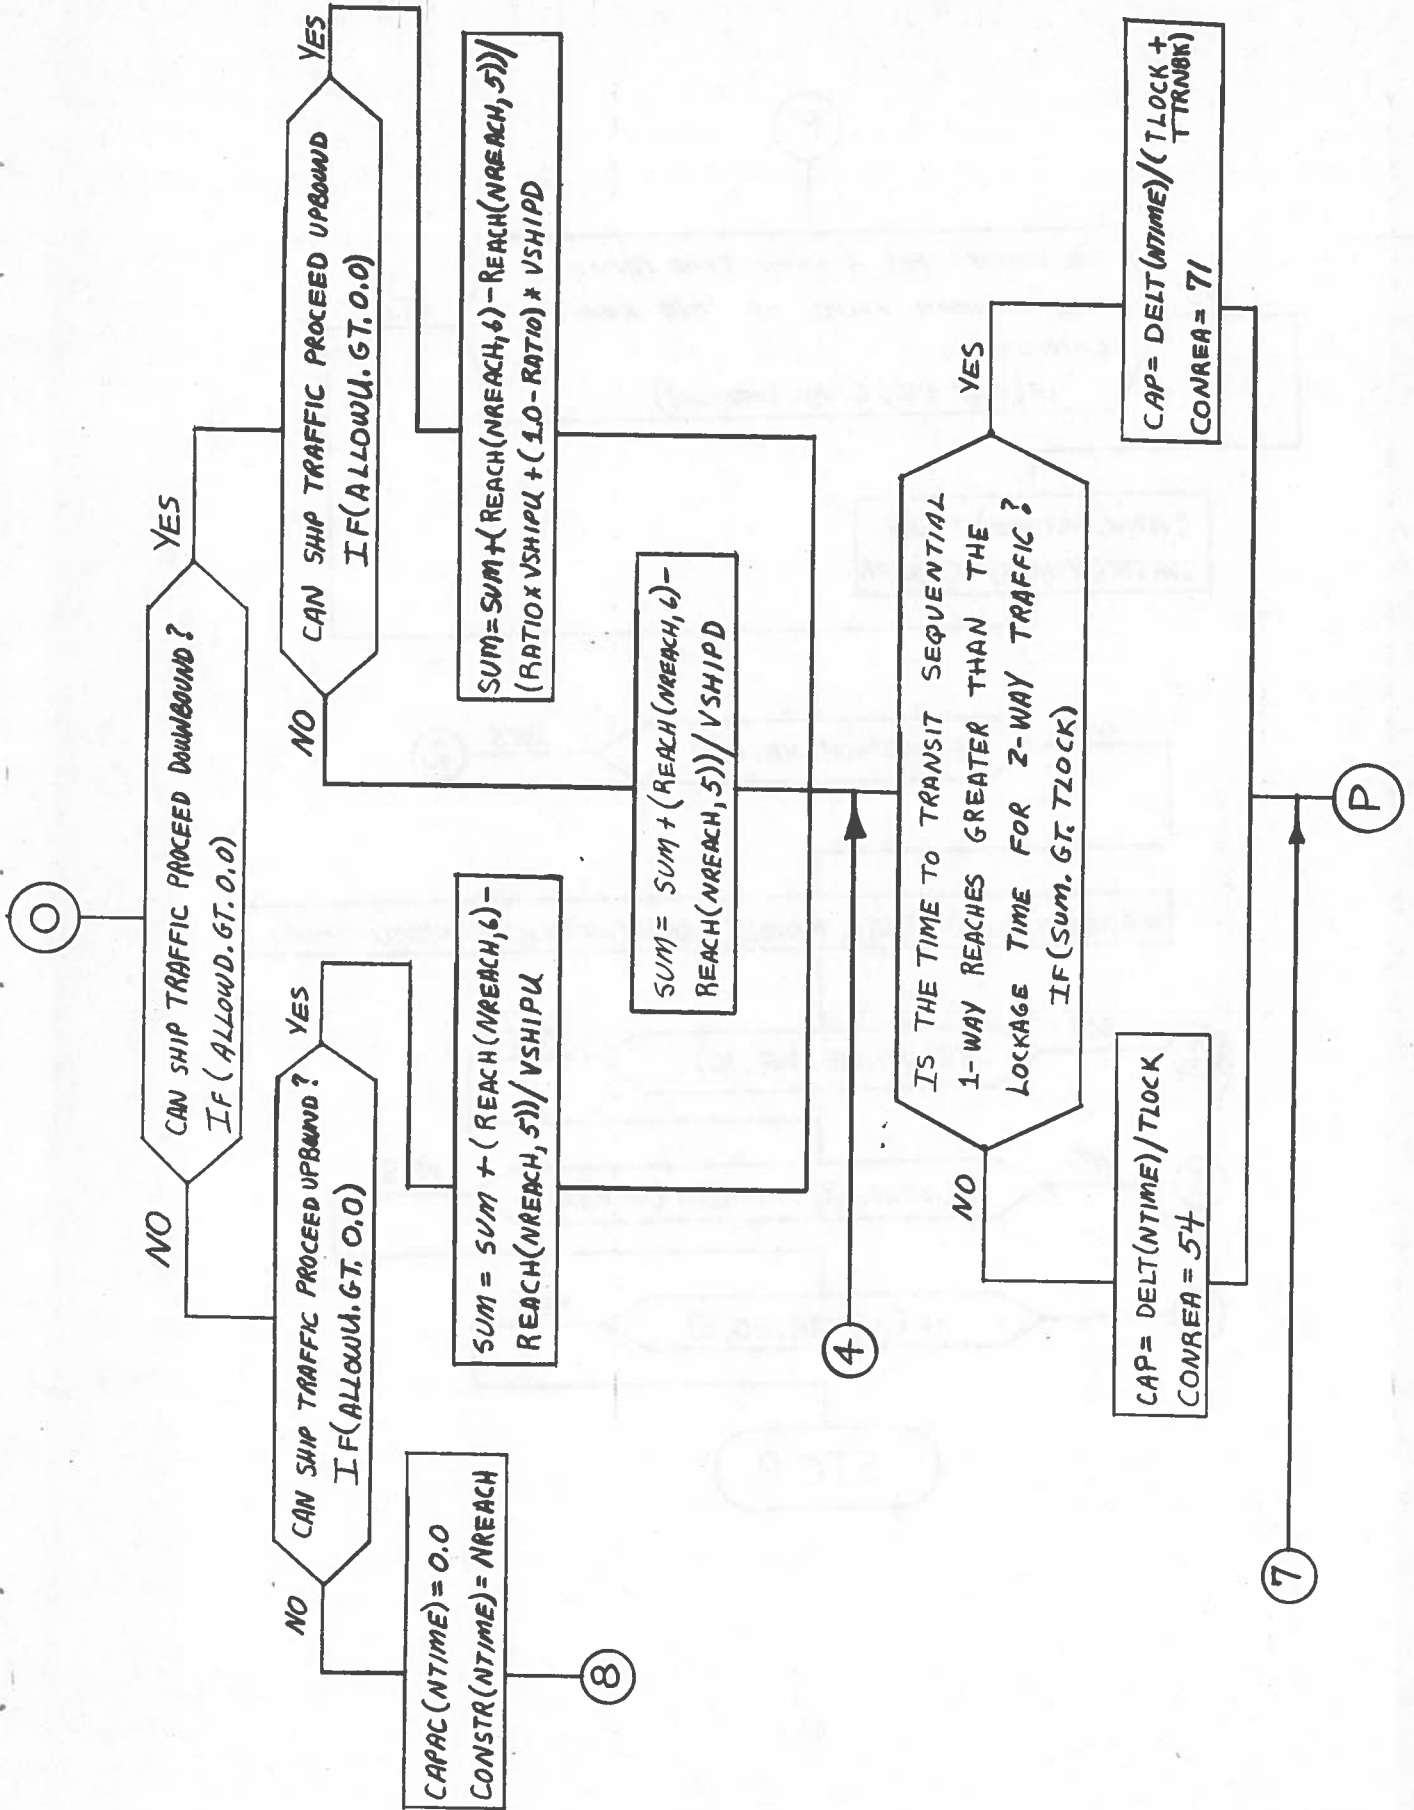 O
CAN SHIP TRAFFIC PROCEED DOWNBOUND?
IF(ALLOWD.GT.0.0)
NO
YES
CAN SHIP TRAFFIC PROCEED UPBOUND?
IF(ALLOWU.GT.0.0)
NO
YES
CAN SHIP TRAFFIC PROCEED UPBOUND
IF(ALLOWU.GT.0.0)
NO
YES
CAPAC(NTIME)=0.0
CONSTR(NTIME)=NREACH
8
SUM = SUM + (REACH(NREACH,6)-
REACH(NREACH,5))/VSHIPU
SUM=SUM+(REACH(NREACH,6)-REACH(NREACH,5))/
(RATIO*VSHIPU+(1.0-RATIO)*VSHIPD
SUM= SUM + (REACH(NREACH,6)-
REACH(NREACH,5))/VSHIPD
4
IS THE TIME TO TRANSIT SEQUENTIAL
1-WAY REACHES GREATER THAN THE
LOCKAGE TIME FOR 2-WAY TRAFFIC?
IF(SUM.GT.TLOCK)
NO
YES
CAP= DELT(NTIME)/TLOCK
CONREA=54
CAP= DELT(NTIME)/(TLOCK+
TTRNBK)
CONREA= 71
7
P